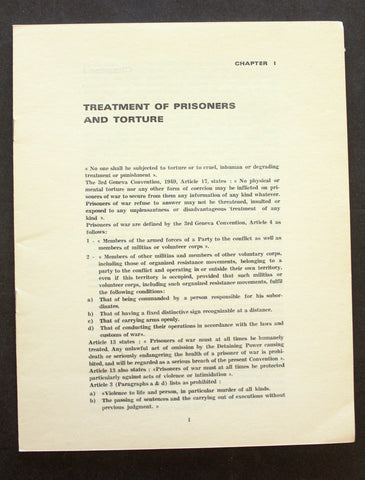 CHAPTER I
TREATMENT OF PRISONERS
AND TORTURE
« No one shall be subjected to torture or to cruel, inhuman or degrading
treatment or punishment ».
The 3rd Geneva Convention, 1949, Article 17, states : « No physical or
mental torture nor any other form of coercion may be inflicted on pri-
soners of war to secure from them any information of any kind whatever.
Prisoners of war refuse to answer may not be threatened, insulted or
exposed to any unpleasantness or disadvantageous treatment of any
kind ».
Prisoners of war are defined by the 3rd Geneva Convention, Article 4 as
follows:
1 - « Members of the armed forces of a Party to the conflict as well as
members of militias or volunteer corps ».
2 - « Members of other militias and members of other voluntary corps,
including those of organized resistance movements, belonging to a
party to the conflict and operating in or outside their own territory,
even if this territory is occupied, provided that such militias or
volunteer corps, including such organized resistance movements, fulfil
the following conditions:
a) That of being commanded by a person responsible for his subor-
dinates.
b) That of having a fixed distinctive sign recognizable at a distance.
c) That of carrying arms openly.
d) That of conducting their operations in accordance with the laws and
customs of war».
Article 13 states : « Prisoners of war must at all times be humanely
treated. Any unlawful act of omission by the Detaining Power causing
death or seriously endangering the health of a prisoner of war is prohi-
bited, and will be regarded as a serious breach of the present Convention ».
Article 13 also states : «Prisoners of war must at all times be protected
particularly against acts of violence or intimidation ».
Article 3 (Paragraphs a & d) lists as prohibited :
a) «Violence to life and person, in particular murder of all kinds.
b) The passing of sentences and the carrying out of executions without
previous judgment. »
1